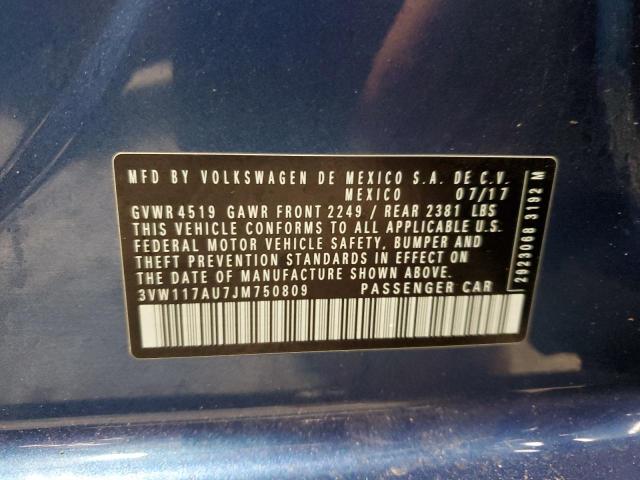 MFD BY VOLKSWAGEN DE MEXICO S.A. DE C.V.
MEXICO 07/17
GVWR 4519 GAWR FRONT 2249 / REAR 2381 LBS
THIS VEHICLE CONFORMS TO ALL APPLICABLE U.S.
FEDERAL MOTOR VEHICLE SAFETY, BUMPER AND
THEFT PREVENTION STANDARDS IN EFFECT ON
THE DATE OF MANUFACTURE SHOWN ABOVE.
3VW117AU7JM750809 PASSENGER CAR
2923068 3192 M